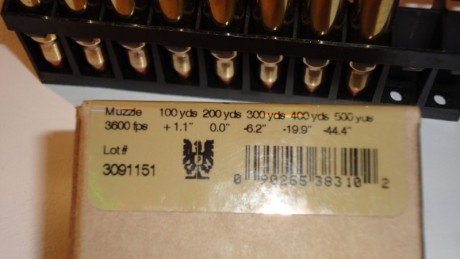 Muzzle 100 yds 200 yds 300 yds 400 yds 500 yds
3600 fps + 1.1" 0.0" -6.2" -19.9" -44.4"
Lot#
3091151
0 90255 38310 2